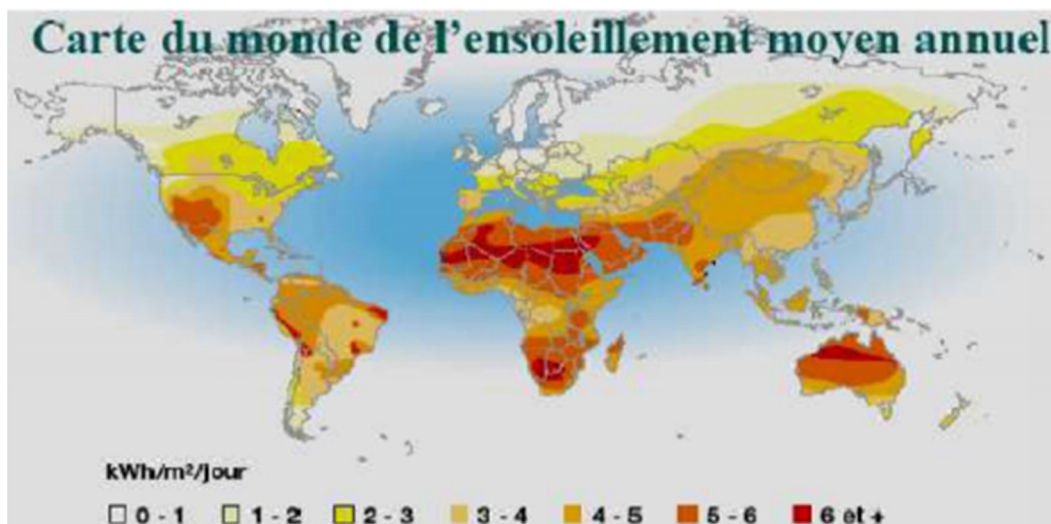 Carte du monde de l'ensoleillement moyen annuel
kWh/m²/jour
0 - 1 1 - 2 2 - 3 3 - 4 4 - 5 5 - 6 6 et +